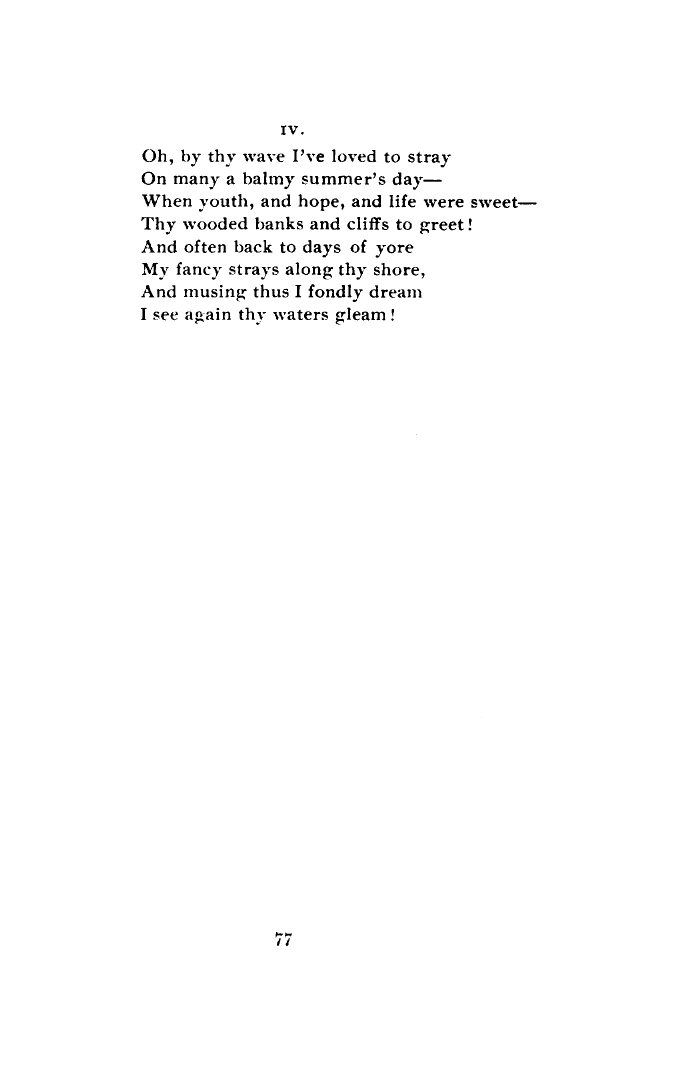 IV.
Oh, by thy wave I've loved to stray
On many a balmy summer's day—
When youth, and hope, and life were sweet—
Thy wooded banks and cliffs to greet!
And often back to days of yore
My fancy strays along thy shore,
And musing thus I fondly dream
I see again thy waters gleam!
77